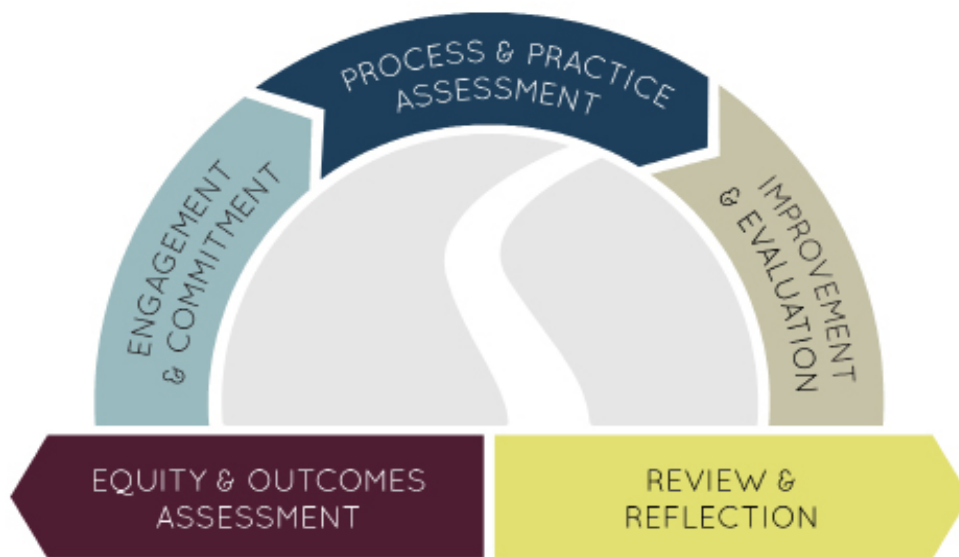 PROCESS & PRACTICE
ASSESSMENT
ENGAGEMENT
& COMMITMENT
IMPROVEMENT
& EVALUATION
EQUITY & OUTCOMES
ASSESSMENT
REVIEW &
REFLECTION